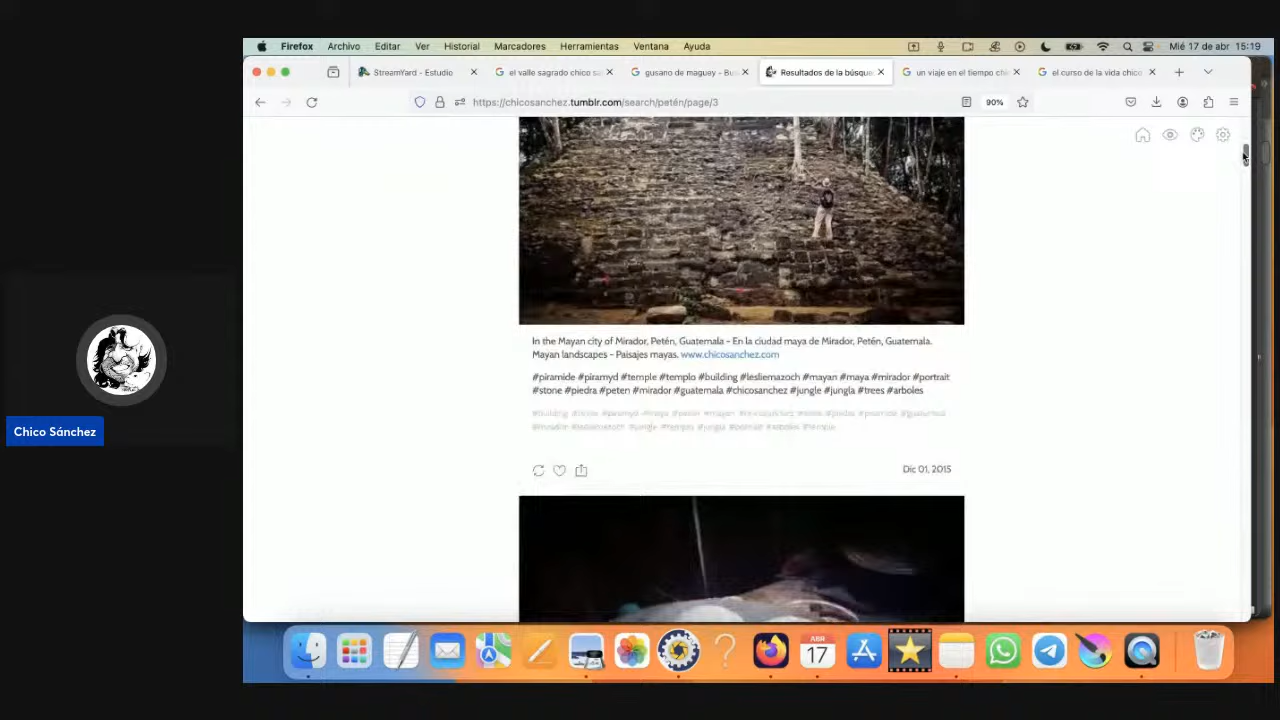 Firefox Archivo Editar Ver Historial Marcadores Herramientas Ventana Ayuda Mié 17 de abr 15:19
StreamYard - Estudio el valle sagrado chico sa gusano de maguey - Bus Resultados de la búsque un viaje en el tiempo chi el curso de la vida chico
https://chicosanchez.tumblr.com/search/petén/page/3 90%
In the Mayan city of Mirador, Petén, Guatemala - En la ciudad maya de Mirador, Petén, Guatemala.
Mayan landscapes - Paisajes mayas. www.chicosanchez.com
#piramide #piramyd #temple #templo #building #lesliemazoch #mayan #maya #mirador #portrait
#stone #piedra #peten #mirador #guatemala #chicosanchez #jungle #jungla #trees #arboles
Dic 01, 2015
Chico Sánchez
ABR
17